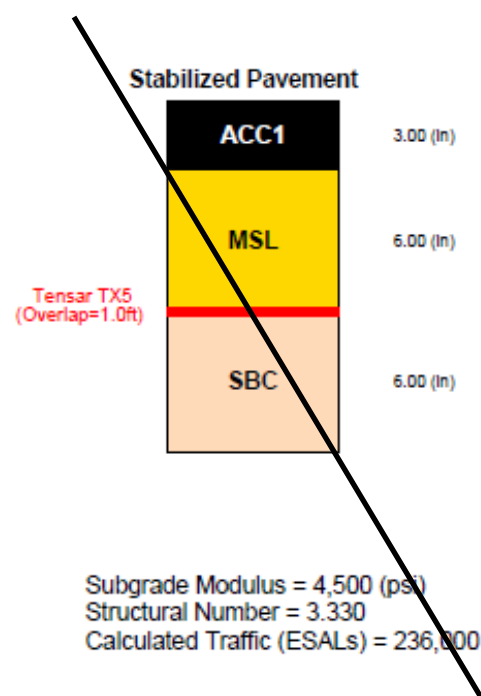 Stabilized Pavement
ACC1
3.00 (in)
MSL
6.00 (in)
Tensar TX5
(Overlap=1.0ft)
SBC
6.00 (in)
Subgrade Modulus = 4,500 (psi)
Structural Number = 3.330
Calculated Traffic (ESALs) = 236,000